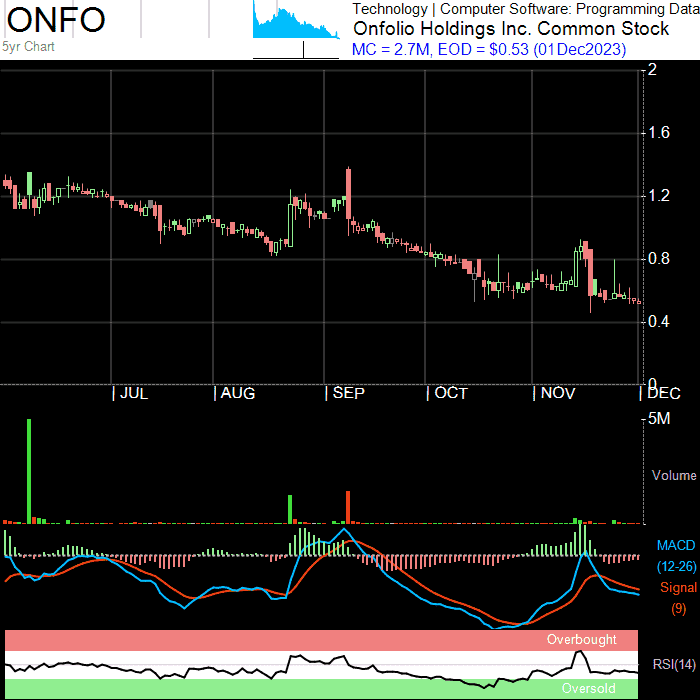 ONFO
5yr Chart
Technology | Computer Software: Programming Data
Onfolio Holdings Inc. Common Stock
MC = 2.7M, EOD = $0.53 (01Dec2023)
2
1.6
1.2
0.8
0.4
0
JUL AUG SEP OCT NOV DEC
5M
Volume
MACD
(12-26)
Signal
(9)
Overbought
RSI(14)
Oversold